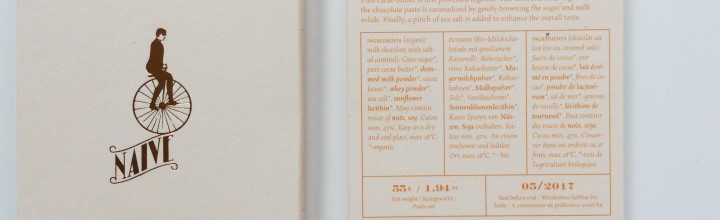 NAIVE
the chocolate paste is caramelized by gently browning the sugar and milk
solids. Finally, a pinch of sea salt is added to enhance the overall taste.
INGREDIENTS (organic
milk chocolate with salt-
ed caramel): Cane sugar*,
pure cocoa butter*, skim-
med milk powder*, cocoa
beans*, whey powder*,
sea salt*, sunflower
lecithin*. May contain
traces of nuts, soy. Cacao
min. 47%. Keep in a dry
and cool place, max 18°C.
*-organic
ZUTATEN (Bio-Milchscho-
kolade mit gesalzenen
Karamell): Rohrzucker*,
reine Kakaobutter*, Ma-
germilchpulver*, Kakao-
bohnen*, Molkepulver*
Salz*, Vanilleschoten*,
Sonnenblumenlecithin*.
Kann Spuren von Nüs-
sen, Soja enthalten. Ka-
kao min. 47%. An einem
trockenen und kühlen
Ort, max 18°C. *-bio
INGRÉDIENTS (chocolat au
lait bio au caramel salé):
Sucre de canne*, pur
beurre de cacao*, lait écré-
mé en poudre*, fèves de ca-
cao*, poudre de lactosé-
rum*, sel de mer*, gousses
de vanille*, lécithine de
tournesol*. Peut contenir
des traces de noix, soja.
Cacao min. 47%. Conser-
ver dans un endroit sec et
frais, max 18°C. *-issu de
l'agriculture biologique
55g / 1.94oz
Net weight / Nettogewicht /
Poids net
05/2017
Best before end / Mindestens haltbar bis
Ende / À consommer de préférence avant fin